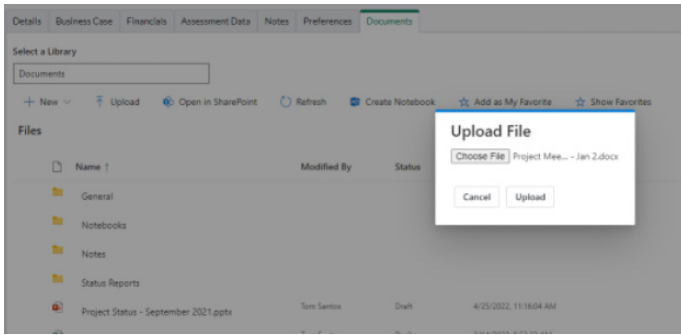 Details Business Case Financials Assessment Data Notes Preferences Documents
Select a Library
Documents
New Upload Open in SharePoint Refresh Create Notebook Add as My Favorite Show Favorites
Files
Upload File
Choose File Project Mee... - Jan 2.docx
Cancel Upload
Name ↑ Modified By Status
General
Notebooks
Notes
Status Reports
Project Status - September 2021.pptx Tom Santox Draft 4/25/2022, 11:16:04 AM